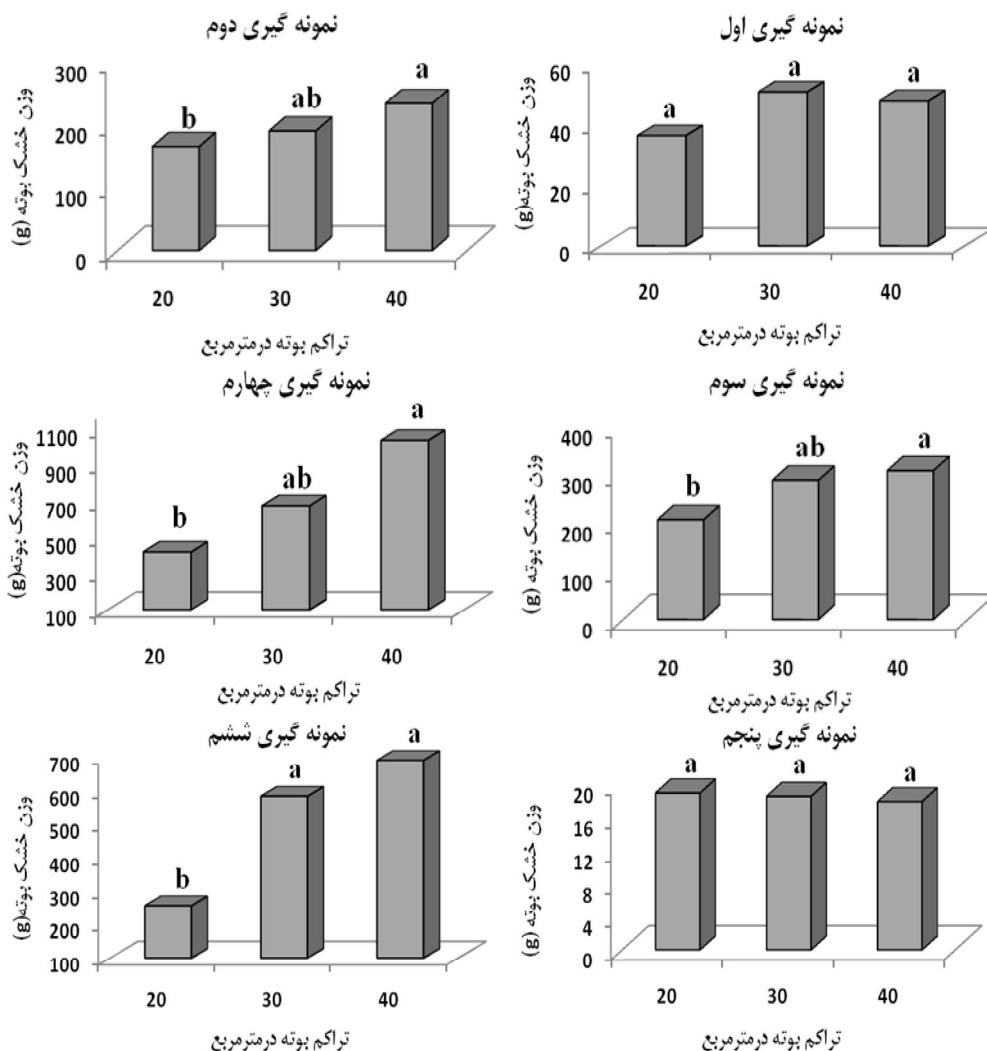 نمونه گیری اول
وزن خشک بوته(g)
60
40
20
0
a
a
a
20 30 40
تراکم بوته درمترمربع
نمونه گیری دوم
وزن خشک بوته (g)
300
200
100
0
b
ab
a
20 30 40
تراکم بوته درمترمربع
نمونه گیری سوم
وزن خشک بوته (g)
400
300
200
100
0
b
ab
a
20 30 40
تراکم بوته درمترمربع
نمونه گیری چهارم
وزن خشک بوته(g)
1100
900
700
500
300
100
b
ab
a
20 30 40
تراکم بوته درمترمربع
نمونه گیری پنجم
وزن خشک بوته (g)
20
16
12
8
4
0
a
a
a
20 30 40
تراکم بوته درمترمربع
نمونه گیری ششم
وزن خشک بوته(g)
700
600
500
400
300
200
100
b
a
a
20 30 40
تراکم بوته درمترمربع